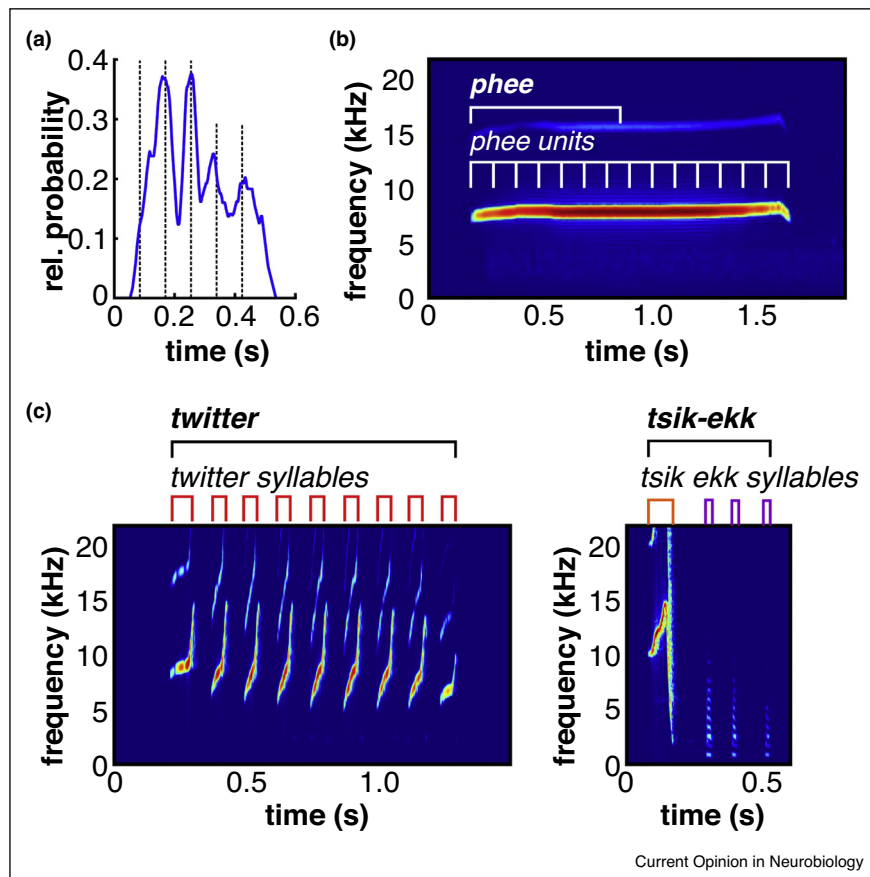 (a)
0.4
0.3
0.2
0.1
0
rel. probability
0 0.2 0.4 0.6
time (s)
(b)
phee
phee units
20
15
10
5
0
frequency (kHz)
0 0.5 1.0 1.5
time (s)
(c)
twitter
twitter syllables
20
15
10
5
0
frequency (kHz)
0 0.5 1.0
time (s)
tsik-ekk
tsik ekk syllables
20
15
10
5
0
frequency (kHz)
0 0.5
time (s)
Current Opinion in Neurobiology